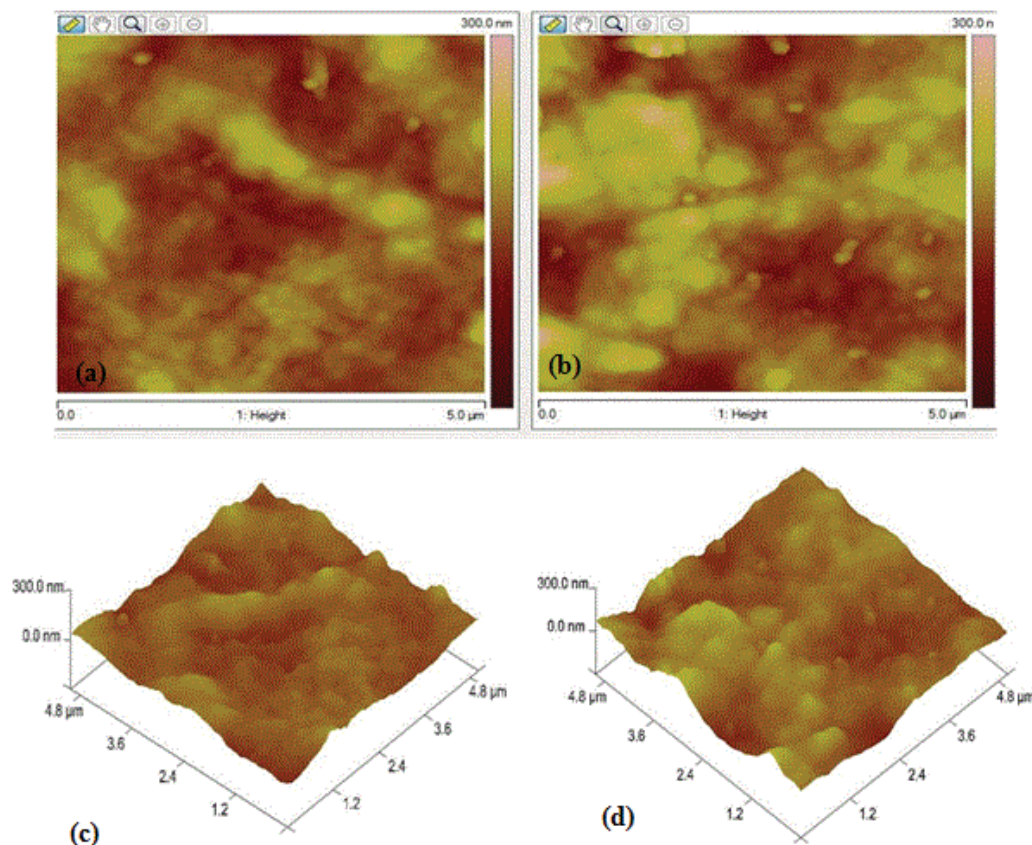 300.0 nm
300.0 n
(a)
(b)
0.0
1: Height
5.0 µm
0.0
1: Height
5.0 µm
300.0 nm
0.0 nm
4.8 µm
3.6
2.4
1.2
1.2
2.4
3.6
4.8 µm
(c)
300.0 nm
0.0 nm
4.8 µm
3.6
2.4
1.2
1.2
2.4
3.6
4.8 µm
(d)